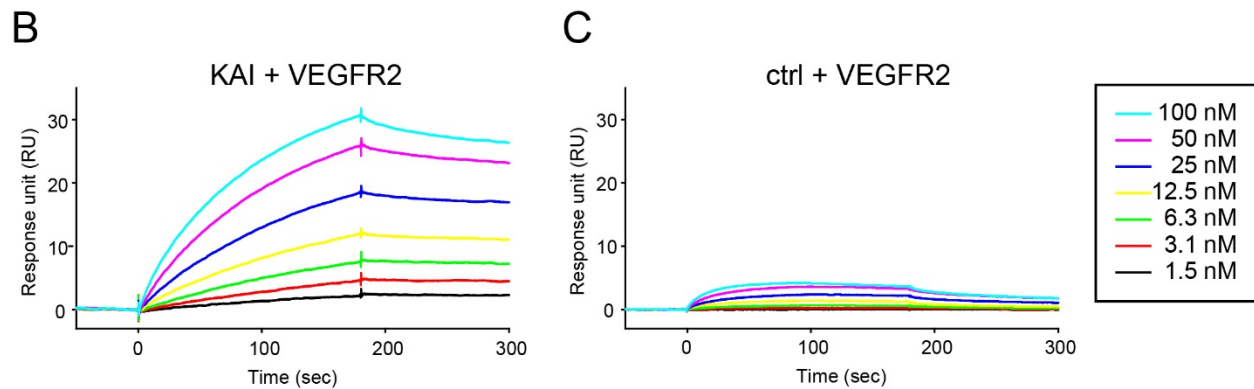 B
KAI + VEGFR2
Response unit (RU)
30
20
10
0
0 100 200 300
Time (sec)
C
ctrl + VEGFR2
Response unit (RU)
30
20
10
0
0 100 200 300
Time (sec)
100 nM
50 nM
25 nM
12.5 nM
6.3 nM
3.1 nM
1.5 nM